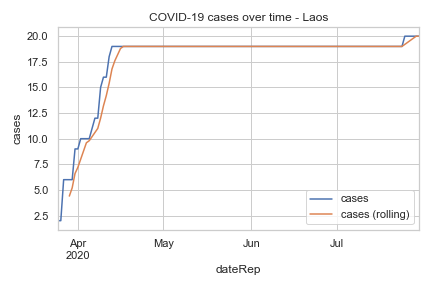 COVID-19 cases over time - Laos
20.0
17.5
15.0
12.5
10.0
7.5
5.0
2.5
cases
cases
cases (rolling)
Apr
2020
May
Jun
Jul
dateRep